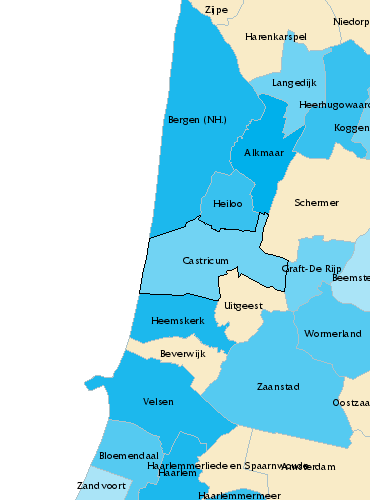 Zijpe
Niedorp
Harenkarspel
Langedijk
Heerhugowaard
Bergen (NH.)
Koggen
Alkmaar
Heiloo
Schermer
Castricum
Graft-De Rijp
Beemste
Uitgeest
Heemskerk
Wormerland
Beverwijk
Zaanstad
Velsen
Oostzaa
Bloemendaal
Haarlemmerliede en Spaarnwoude
Amsterdam
Haarlem
Zandvoort
Haarlemmermeer